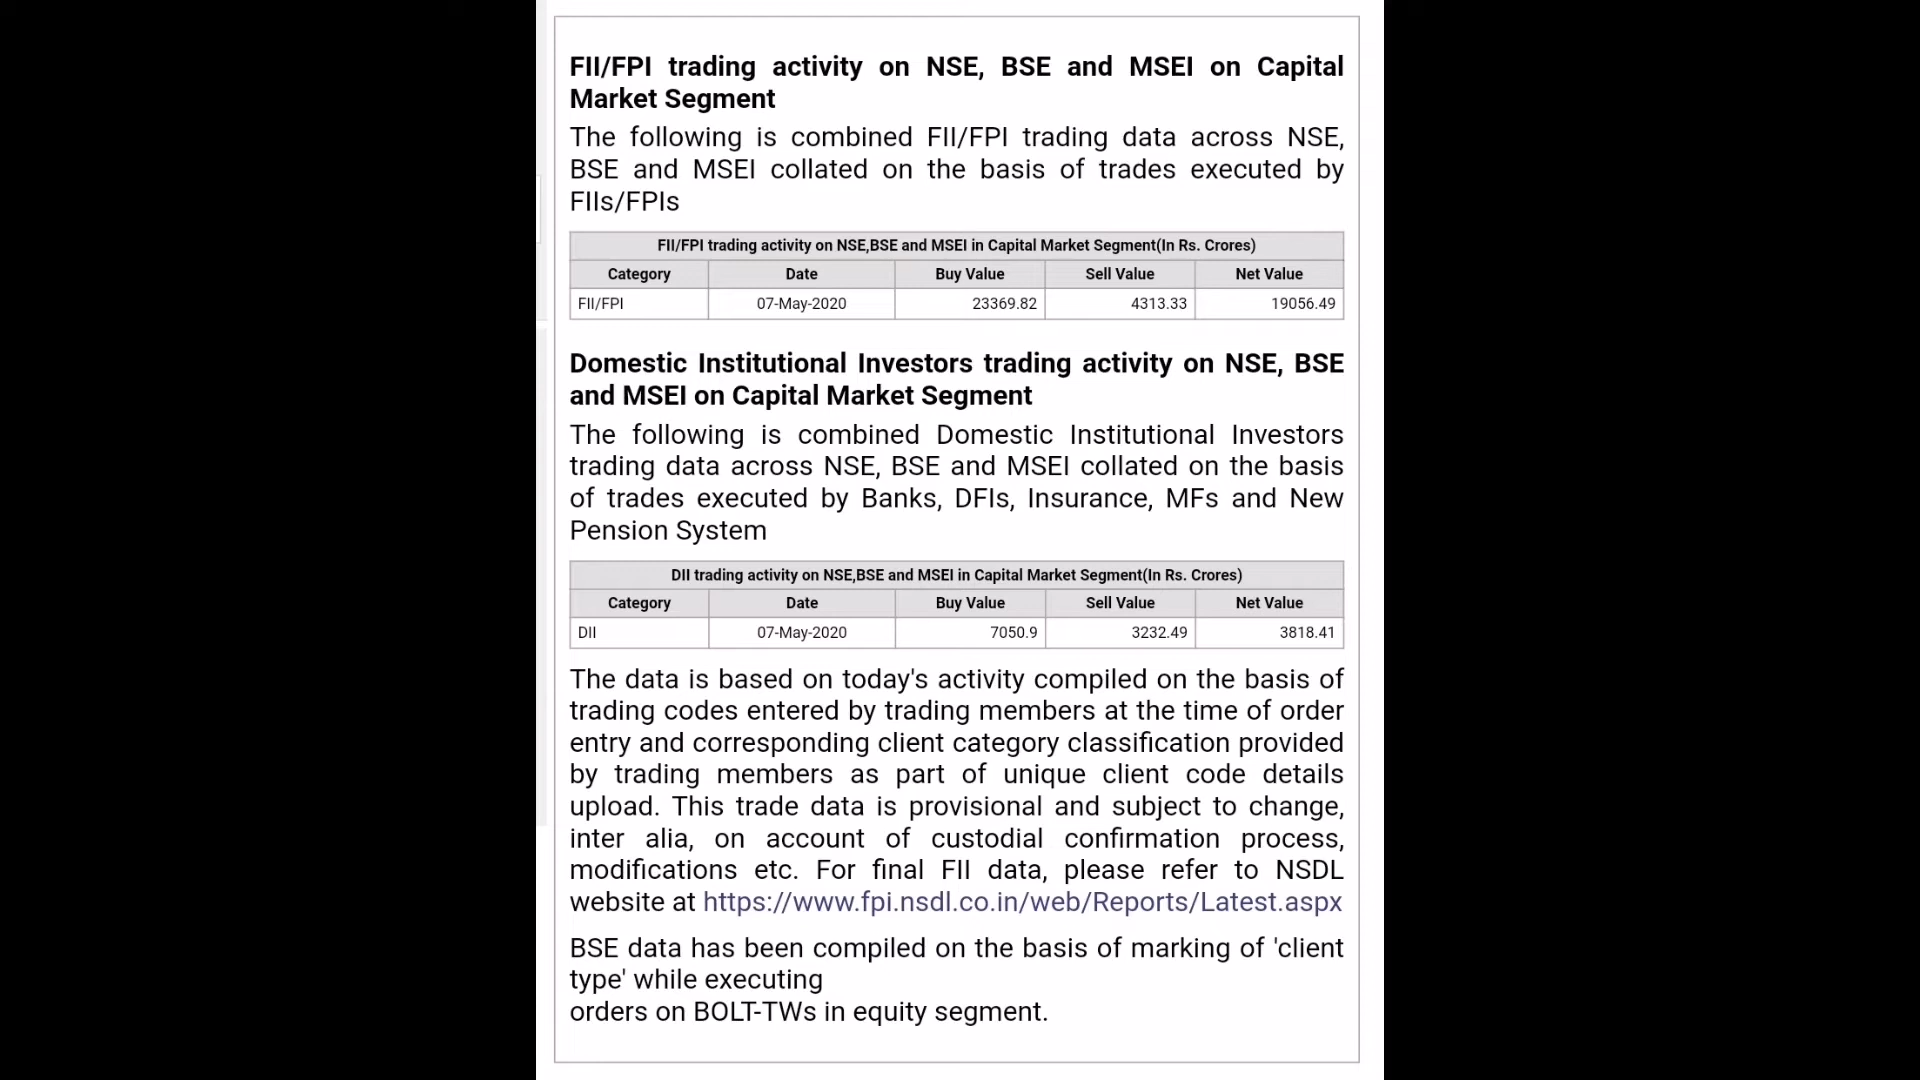 FII/FPI trading activity on NSE, BSE and MSEI on Capital
Market Segment
The following is combined FII/FPI trading data across NSE,
BSE and MSEI collated on the basis of trades executed by
FIIs/FPIs
FII/FPI trading activity on NSE,BSE and MSEI in Capital Market Segment(In Rs. Crores)
Category Date Buy Value Sell Value Net Value
FII/FPI 07-May-2020 23369.82 4313.33 19056.49
Domestic Institutional Investors trading activity on NSE, BSE
and MSEI on Capital Market Segment
The following is combined Domestic Institutional Investors
trading data across NSE, BSE and MSEI collated on the basis
of trades executed by Banks, DFIs, Insurance, MFs and New
Pension System
DII trading activity on NSE,BSE and MSEI in Capital Market Segment(In Rs. Crores)
Category Date Buy Value Sell Value Net Value
DII 07-May-2020 7050.9 3232.49 3818.41
The data is based on today's activity compiled on the basis of
trading codes entered by trading members at the time of order
entry and corresponding client category classification provided
by trading members as part of unique client code details
upload. This trade data is provisional and subject to change,
inter alia, on account of custodial confirmation process,
modifications etc. For final FII data, please refer to NSDL
website at https://www.fpi.nsdl.co.in/web/Reports/Latest.aspx
BSE data has been compiled on the basis of marking of 'client
type' while executing
orders on BOLT-TWs in equity segment.